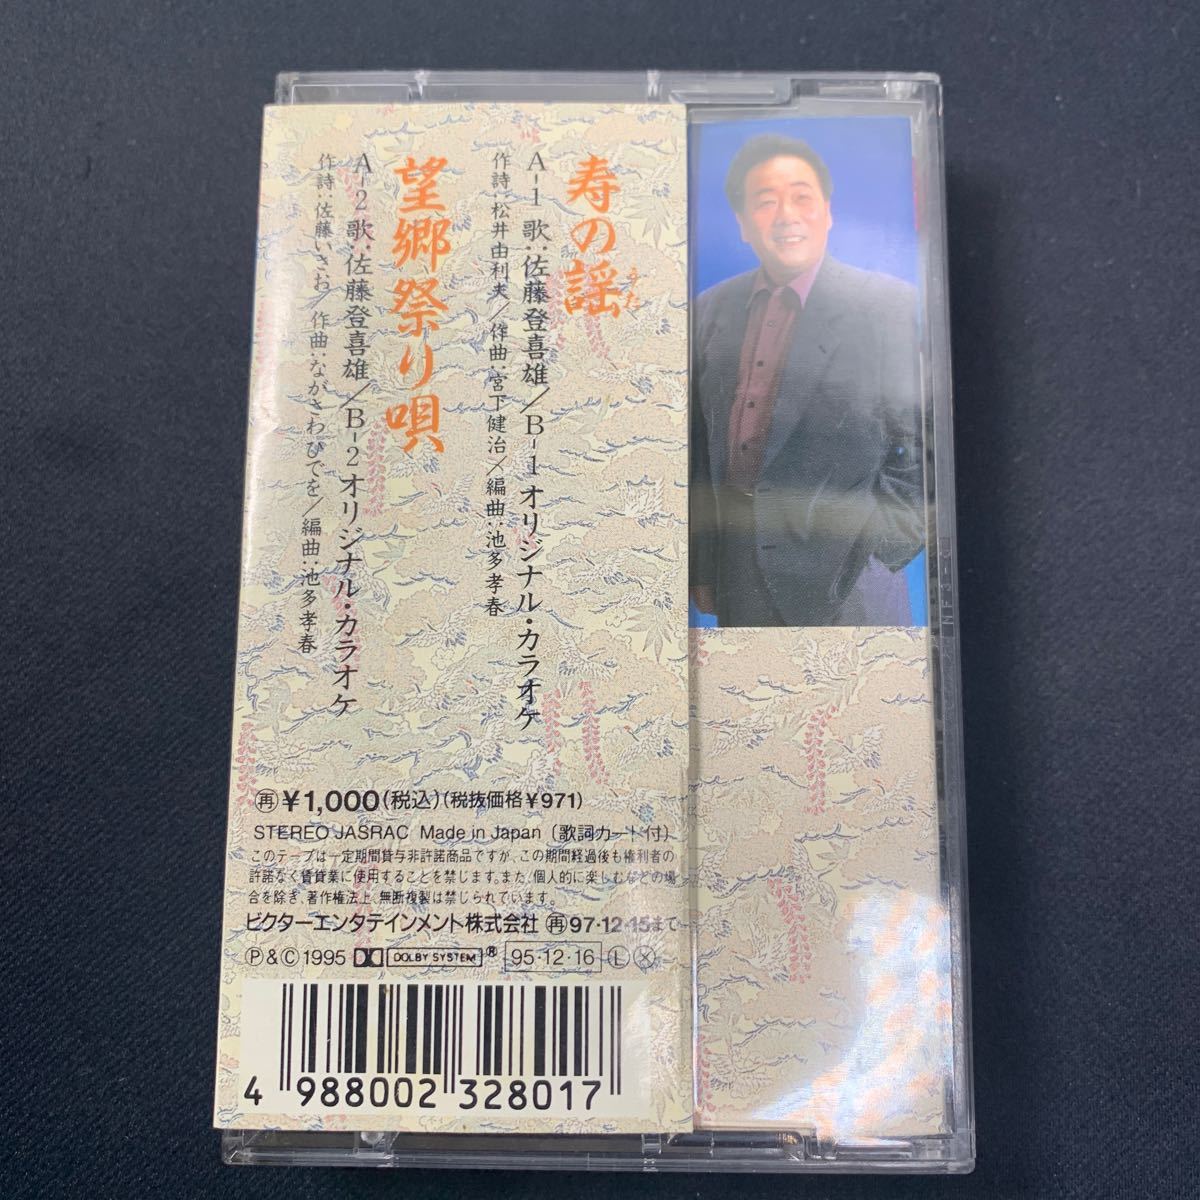 寿の謡
うた
A-1 歌:佐藤登喜雄/B-1 オリジナル・カラオケ
作詩:松井由利夫/作曲:宮下健治/編曲:池多孝春
望郷祭り唄
A-2 歌:佐藤登喜雄/B-2 オリジナル・カラオケ
作詩:佐藤いさお/作曲:ながさわひでを/編曲:池多孝春
再 ¥1,000(税込)(税抜価格¥971)
STEREO JASRAC Made in Japan〔歌詞カード付〕
このテープは一定期間貸与非許諾商品ですが、この期間経過後も権利者の
許諾なく賃貸業に使用することを禁じます。また、個人的に楽しむなどの場
合を除き、著作権法上、無断複製は禁じられています。
ビクターエンタテインメント株式会社 再97・12・15まで
Ⓟ&Ⓒ1995 DOLBY SYSTEM® 95・12・16 Ⓛ Ⓧ
4 988002 328017